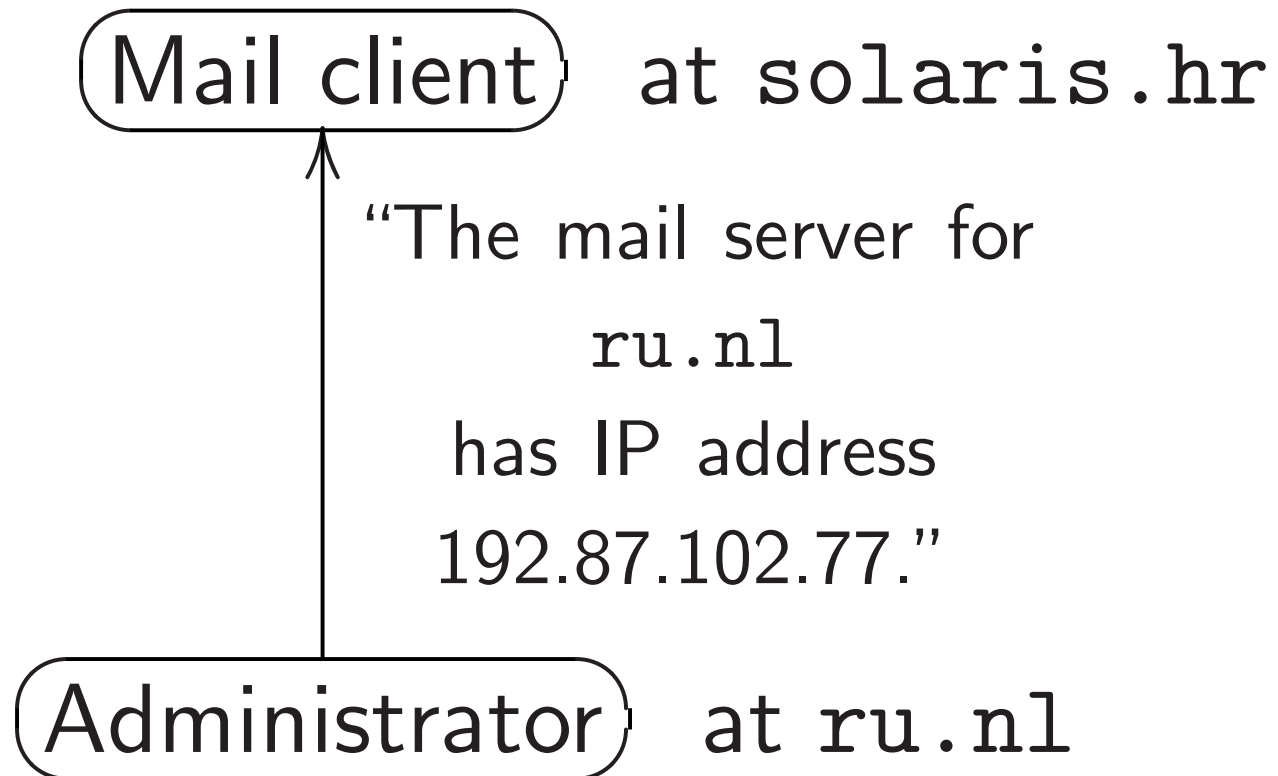 Mail client at solaris.hr
“The mail server for
ru.nl
has IP address
192.87.102.77.”
Administrator at ru.nl